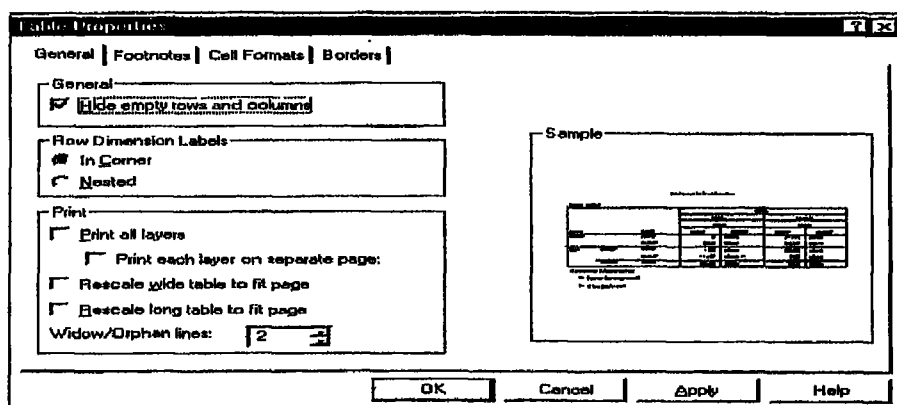 Table Properties
General Footnotes Cell Formats Borders
General
Hide empty rows and columns
Row Dimension Labels
In Corner
Nested
Print
Print all layers
Print each layer on separate page:
Rescale wide table to fit page
Rescale long table to fit page
Widow/Orphan lines: 2
Sample
OK Cancel Apply Help